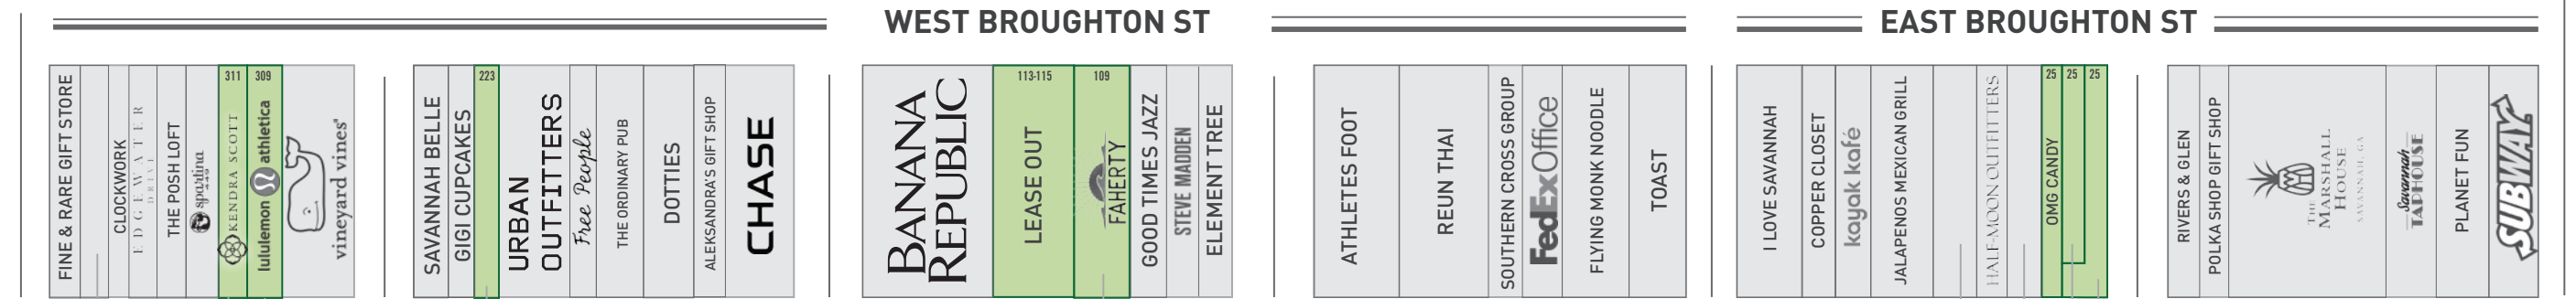 WEST BROUGHTON ST
EAST BROUGHTON ST
FINE & RARE GIFT STORE
CLOCKWORK
EDGEWATER
DRIVE
THE POSH LOFT
spartina
449
311
KENDRA SCOTT
309
lululemon athletica
vineyard vines
SAVANNAH BELLE
GIGI CUPCAKES
223
URBAN
OUTFITTERS
Free People
THE ORDINARY PUB
DOTTIES
ALEKSANDRA'S GIFT SHOP
CHASE
BANANA
REPUBLIC
113-115
LEASE OUT
109
FAHERTY
GOOD TIMES JAZZ
STEVE MADDEN
ELEMENT TREE
ATHLETES FOOT
REUN THAI
SOUTHERN CROSS GROUP
FedExOffice
FLYING MONK NOODLE
TOAST
I LOVE SAVANNAH
COPPER CLOSET
kayak kafé
JALAPENOS MEXICAN GRILL
HALF-MOON OUTFITTERS
25
OMG CANDY
25
25
RIVERS & GLEN
POLKA SHOP GIFT SHOP
THE
MARSHALL
HOUSE
SAVANNAH, GA
Savannah
TAPHOUSE
PLANET FUN
SUBWAY